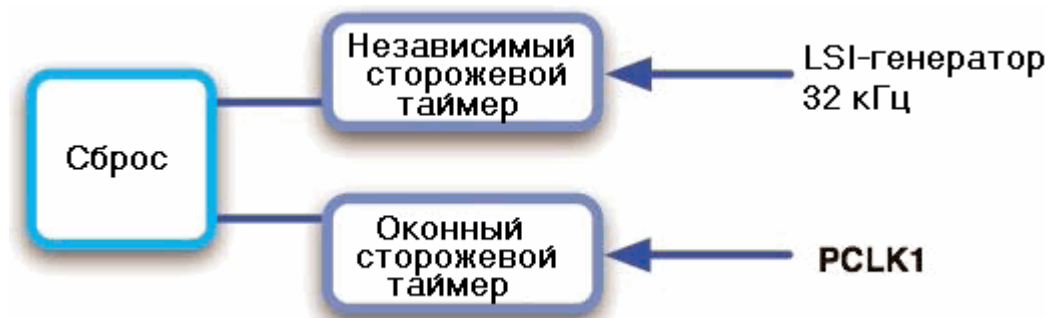 Независимый
сторожевой
таймер
LSI-генератор
32 кГц
Сброс
Оконный
сторожевой
таймер
PCLK1